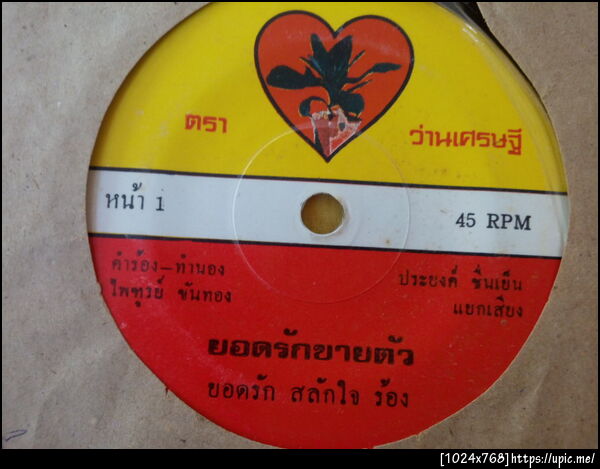 ตรา ว่านเศรษฐี
หน้า 1 45 RPM
คำร้อง-ทำนอง
ไพฑูรย์ ขันทอง
ประยงค์ ชื่นเย็น
แยกเสียง
ยอดรักขายตัว
ยอดรัก สลักใจ ร้อง
[1024x768]https://upic.me/